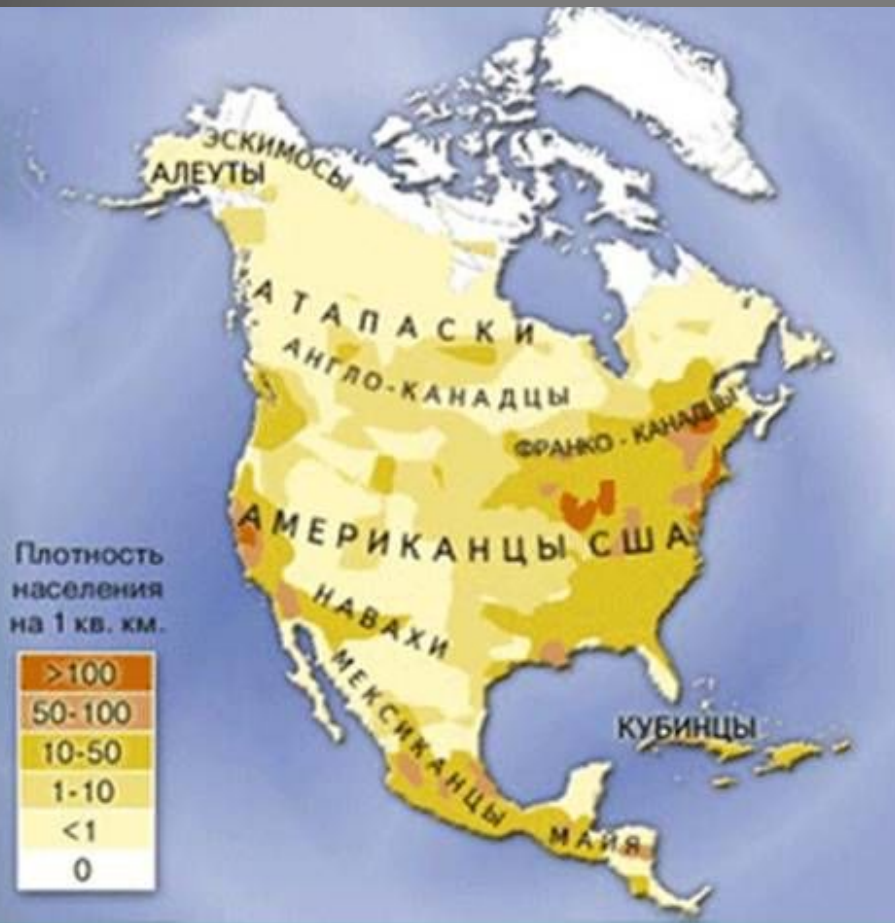 ЭСКИМОСЫ
АЛЕУТЫ
АТАПАСКИ
АНГЛО-КАНАДЦЫ
ФРАНКО - КАНАДЦЫ
АМЕРИКАНЦЫ США
НАВАХИ
МЕКСИКАНЦЫ
КУБИНЦЫ
МАЙЯ
Плотность
населения
на 1 кв. км.
>100
50-100
10-50
1-10
<1
0